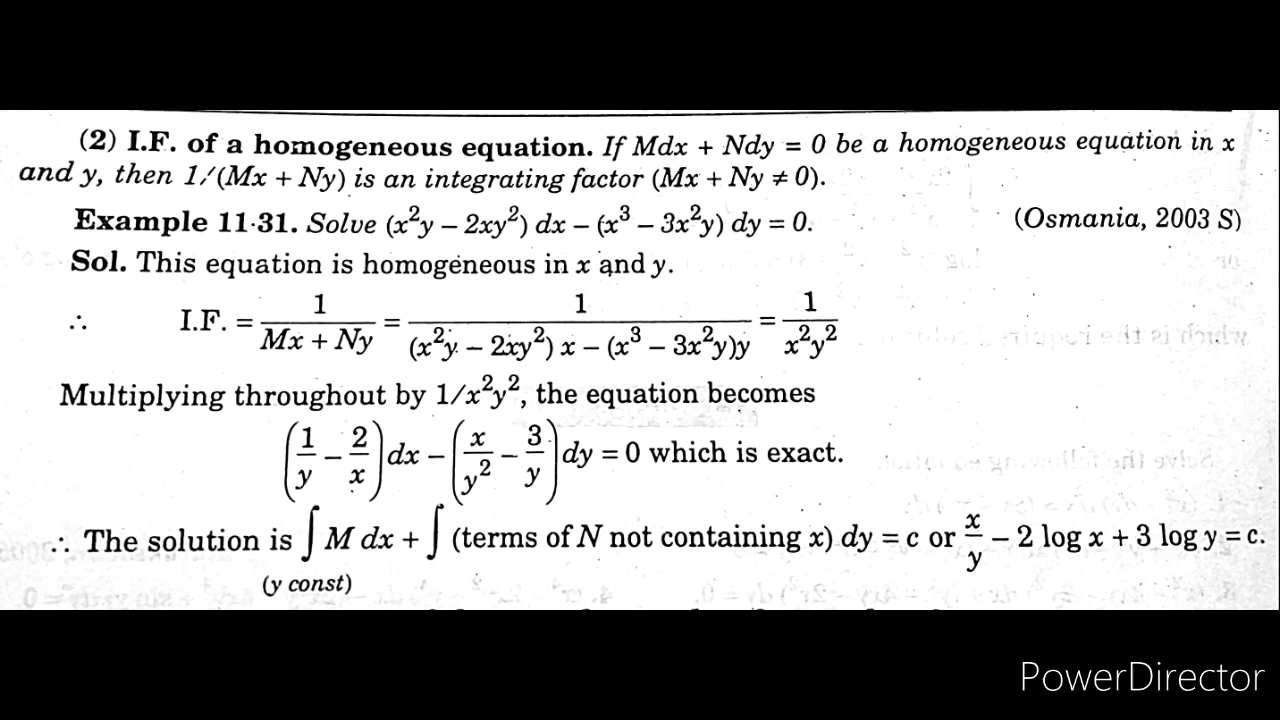 (2) I.F. of a homogeneous equation. If Mdx + Ndy = 0 be a homogeneous equation in x
and y, then 1/(Mx + Ny) is an integrating factor (Mx + Ny ≠ 0).
Example 11·31. Solve (x²y – 2xy²) dx – (x³ – 3x²y) dy = 0. (Osmania, 2003 S)
Sol. This equation is homogeneous in x and y.
∴ I.F. = 1/(Mx + Ny) = 1/((x²y – 2xy²) x – (x³ – 3x²y)y) = 1/(x²y²)
Multiplying throughout by 1/x²y², the equation becomes
(1/y – 2/x) dx – (x/y² – 3/y) dy = 0 which is exact.
∴ The solution is ∫ M dx + ∫ (terms of N not containing x) dy = c or x/y – 2 log x + 3 log y = c.
(y const)
PowerDirector